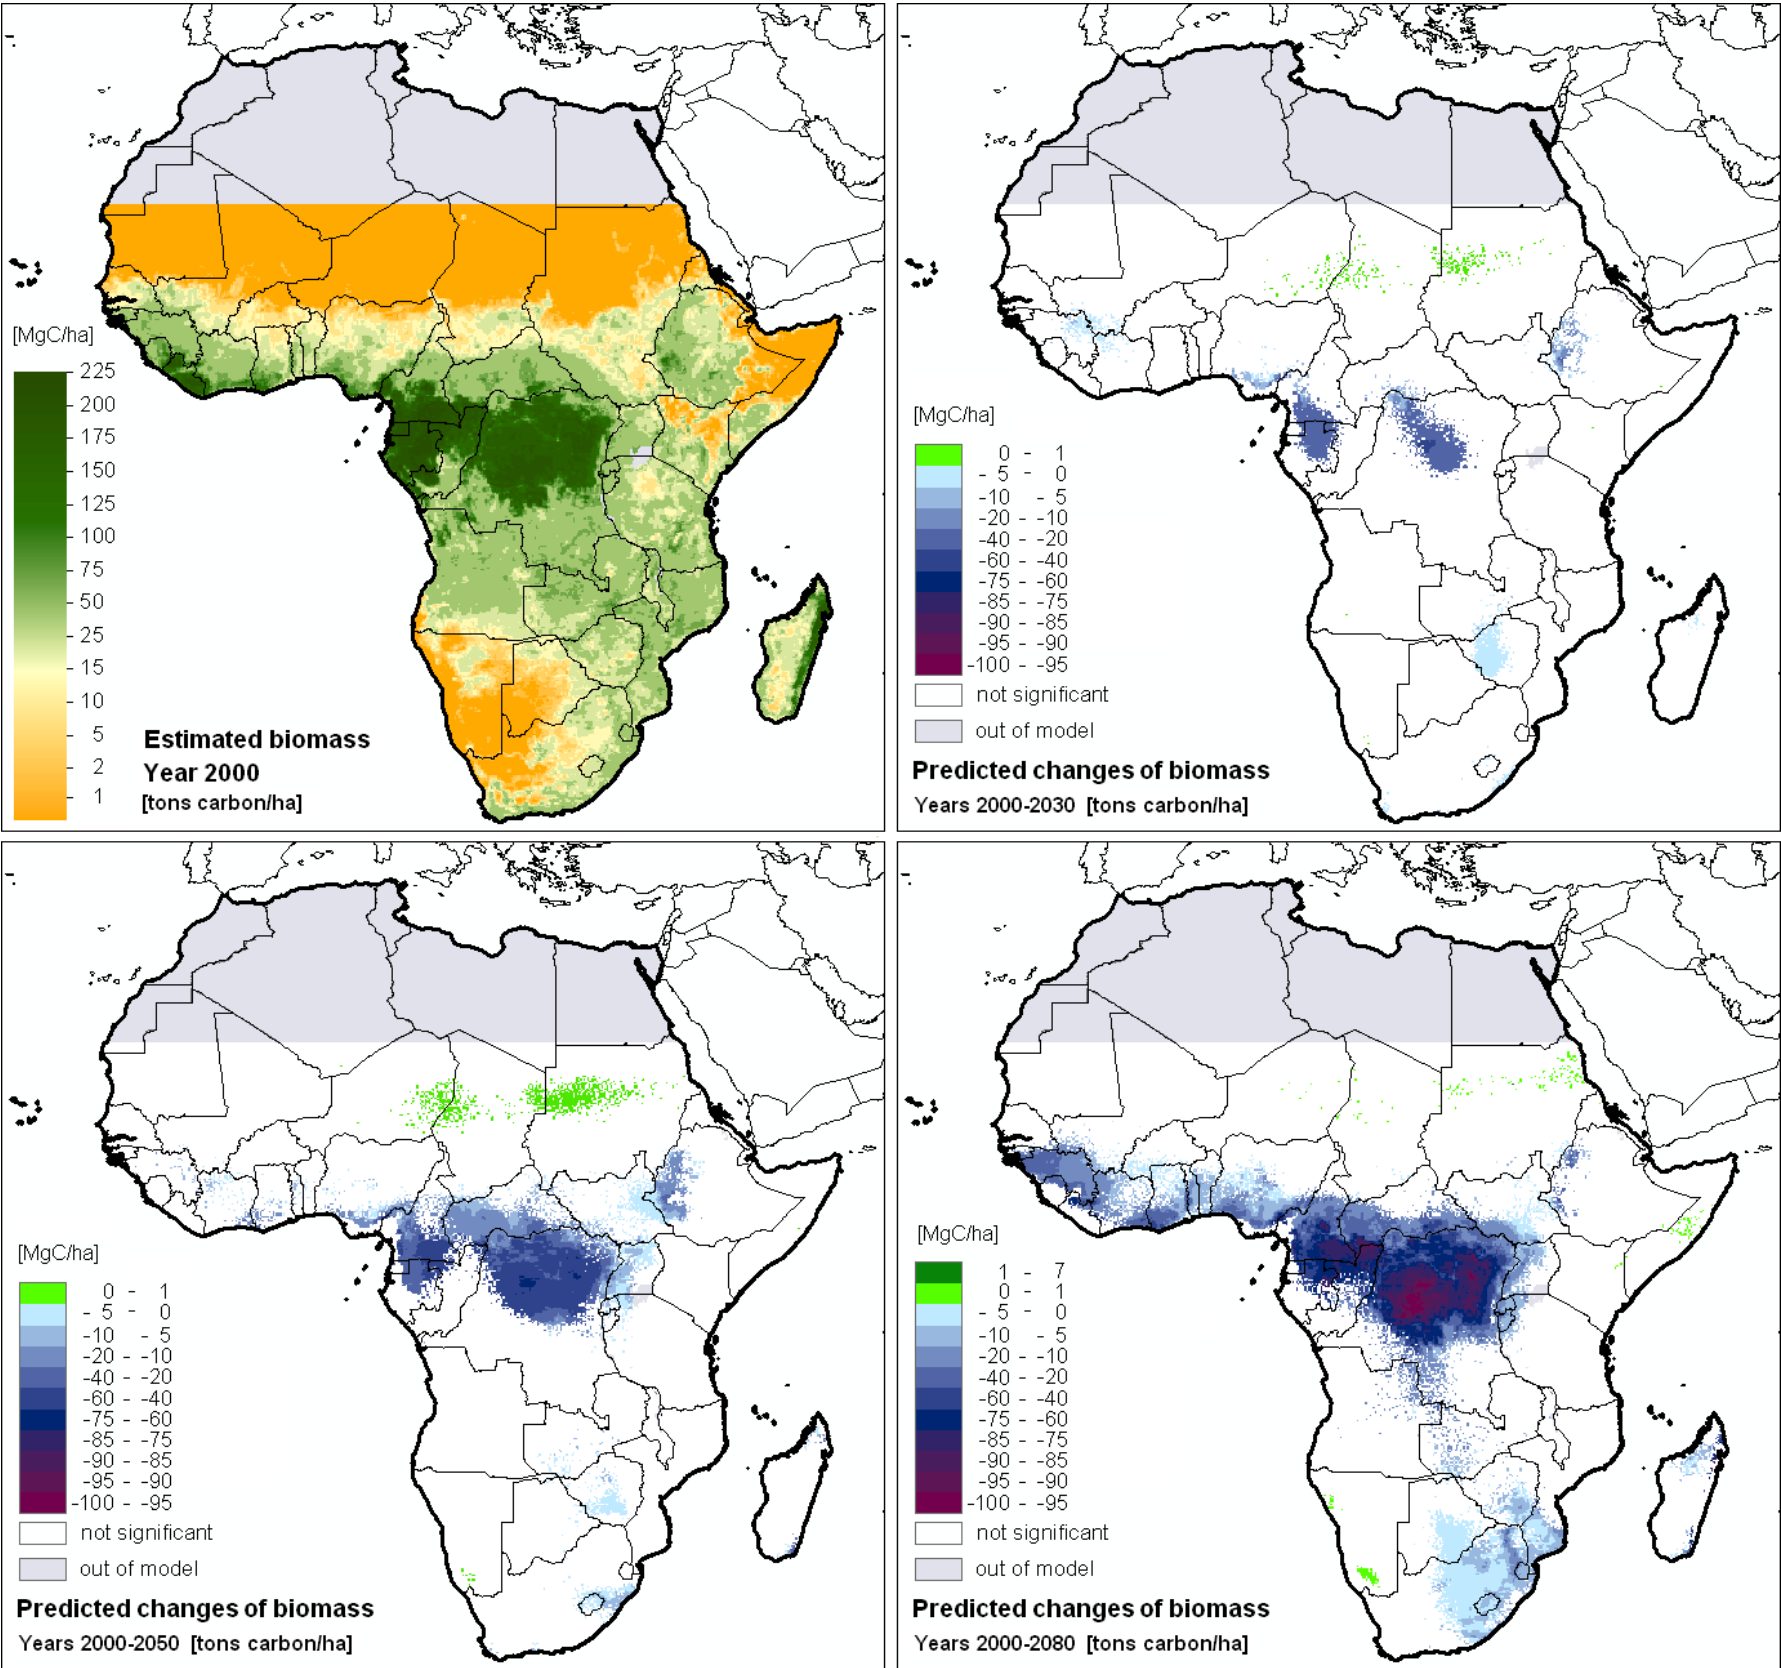 [MgC/ha]
225
200
175
150
125
100
75
50
25
15
10
5
2
1
Estimated biomass
Year 2000
[tons carbon/ha]
[MgC/ha]
0 - 1
- 5 - 0
-10 - 5
-20 - -10
-40 - -20
-60 - -40
-75 - -60
-85 - -75
-90 - -85
-95 - -90
-100 - -95
not significant
out of model
Predicted changes of biomass
Years 2000-2030 [tons carbon/ha]
[MgC/ha]
0 - 1
- 5 - 0
-10 - 5
-20 - -10
-40 - -20
-60 - -40
-75 - -60
-85 - -75
-90 - -85
-95 - -90
-100 - -95
not significant
out of model
Predicted changes of biomass
Years 2000-2050 [tons carbon/ha]
[MgC/ha]
1 - 7
0 - 1
- 5 - 0
-10 - 5
-20 - -10
-40 - -20
-60 - -40
-75 - -60
-85 - -75
-90 - -85
-95 - -90
-100 - -95
not significant
out of model
Predicted changes of biomass
Years 2000-2080 [tons carbon/ha]